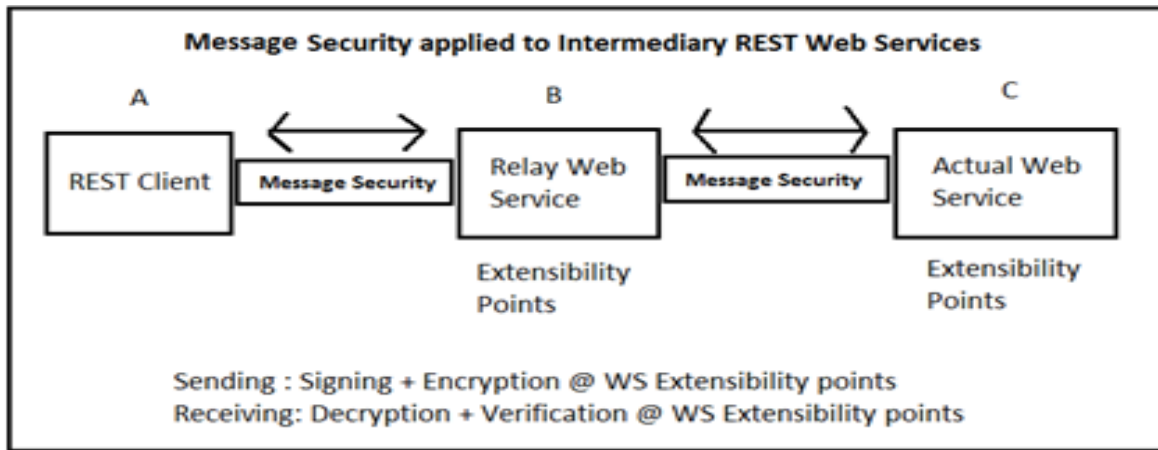 Message Security applied to Intermediary REST Web Services
A
B
C
REST Client
Message Security
Relay Web
Service
Message Security
Actual Web
Service
Extensibility
Points
Extensibility
Points
Sending : Signing + Encryption @ WS Extensibility points
Receiving: Decryption + Verification @ WS Extensibility points